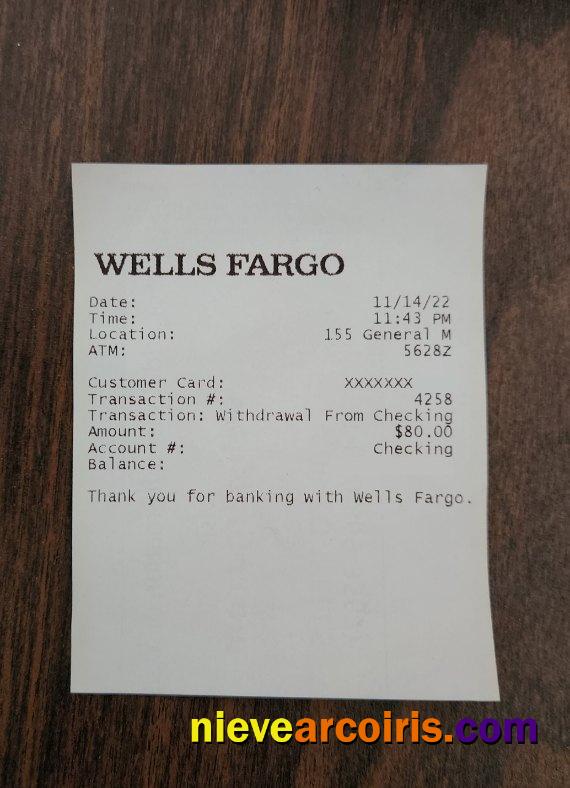 WELLS FARGO
Date: 11/14/22
Time: 11:43 PM
Location: 155 General M
ATM: 5628Z
Customer Card: XXXXXXX
Transaction #: 4258
Transaction: Withdrawal From Checking
Amount: $80.00
Account #: Checking
Balance:
Thank you for banking with Wells Fargo.
nievearcoiris.com